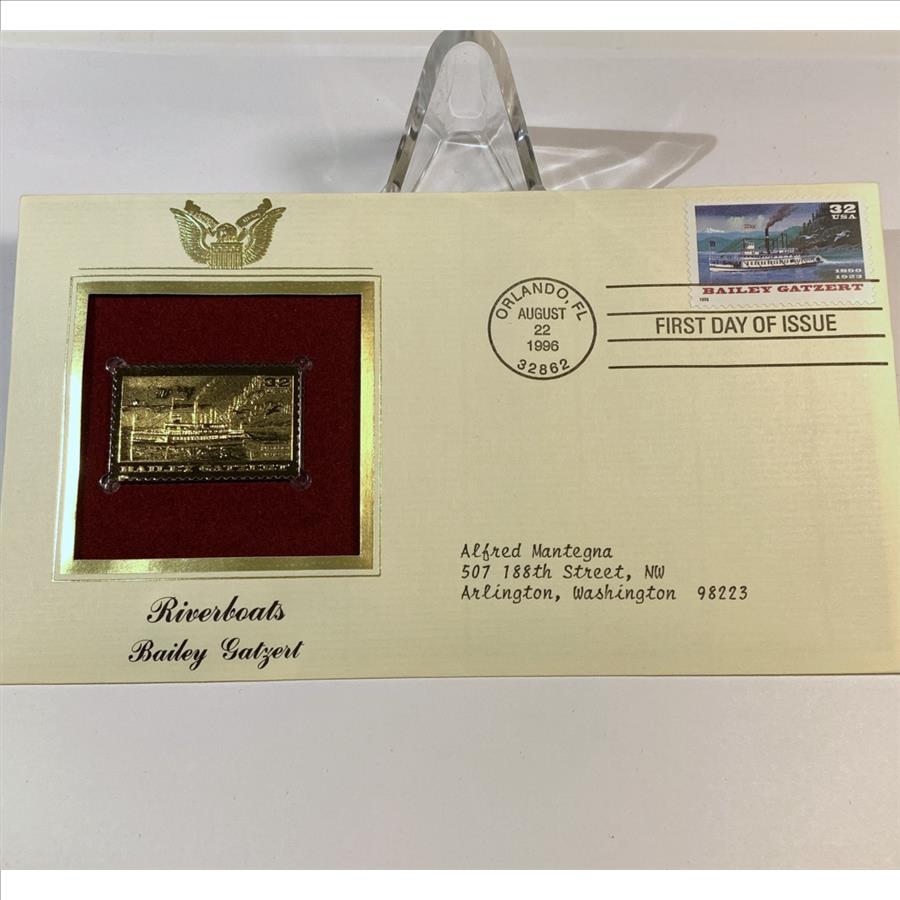 32
USA
1890
1923
BAILEY GATZERT
1996
ORLANDO, FL
AUGUST
22
1996
32862
FIRST DAY OF ISSUE
32
BAILEY GATZERT
Alfred Mantegna
507 188th Street, NW
Arlington, Washington 98223
Riverboats
Bailey Gatzert